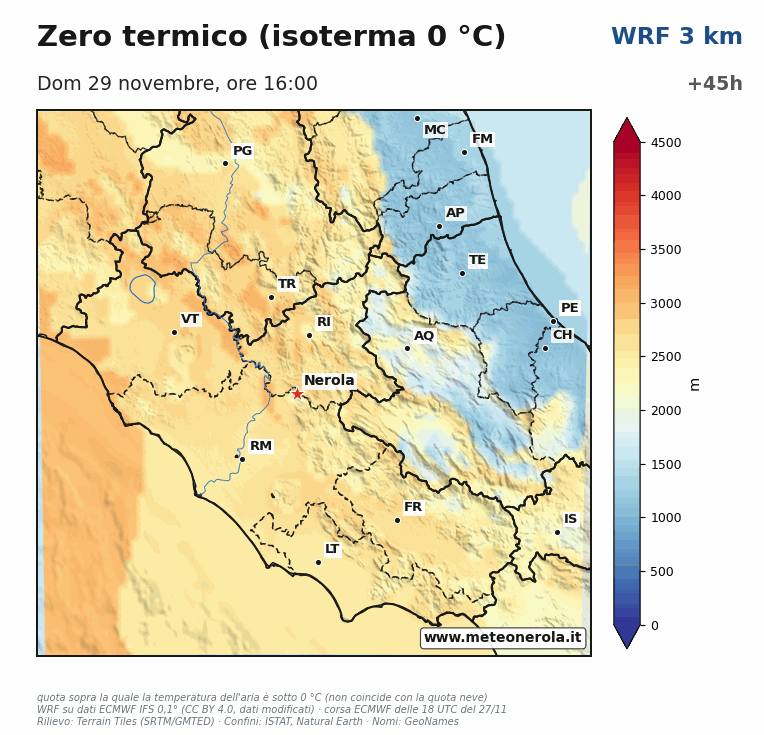 Zero termico (isoterma 0 °C)
WRF 3 km
Dom 29 novembre, ore 16:00
+45h
MC
FM
PG
AP
TE
TR
PE
VT
RI
AQ
CH
Nerola
RM
FR
IS
LT
www.meteonerola.it
4500
4000
3500
3000
2500
2000
1500
1000
500
0
m
quota sopra la quale la temperatura dell'aria è sotto 0 °C (non coincide con la quota neve)
WRF su dati ECMWF IFS 0,1° (CC BY 4.0, dati modificati) · corsa ECMWF delle 18 UTC del 27/11
Rilievo: Terrain Tiles (SRTM/GMTED) · Confini: ISTAT, Natural Earth · Nomi: GeoNames